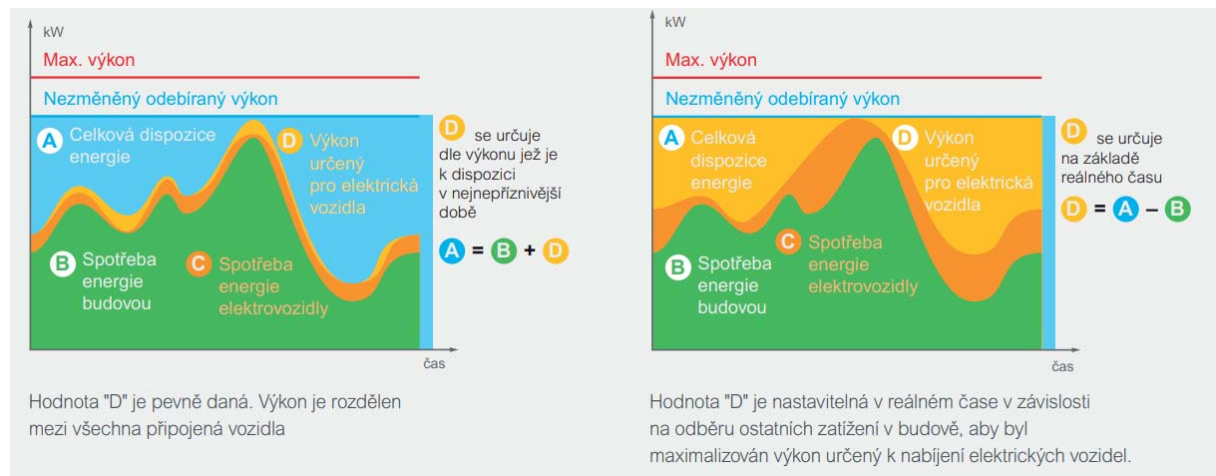 kW
Max. výkon
Nezměněný odebíraný výkon
A Celková dispozice
energie
D Výkon
určený
pro elektrická
vozidla
B Spotřeba
energie
budovou
C Spotřeba
energie
elektrovozidly
čas
D se určuje
dle výkonu jež je
k dispozici
v nejnepříznivější
době
A = B + D
Hodnota "D" je pevně daná. Výkon je rozdělen
mezi všechna připojená vozidla
kW
Max. výkon
Nezměněný odebíraný výkon
A Celková
dispozice
energie
D Výkon
určený
pro elektrická
vozidla
B Spotřeba
energie
budovou
C Spotřeba
energie
elektrovozidly
čas
D se určuje
na základě
reálného času
D = A – B
Hodnota "D" je nastavitelná v reálném čase v závislosti
na odběru ostatních zatížení v budově, aby byl
maximalizován výkon určený k nabíjení elektrických vozidel.